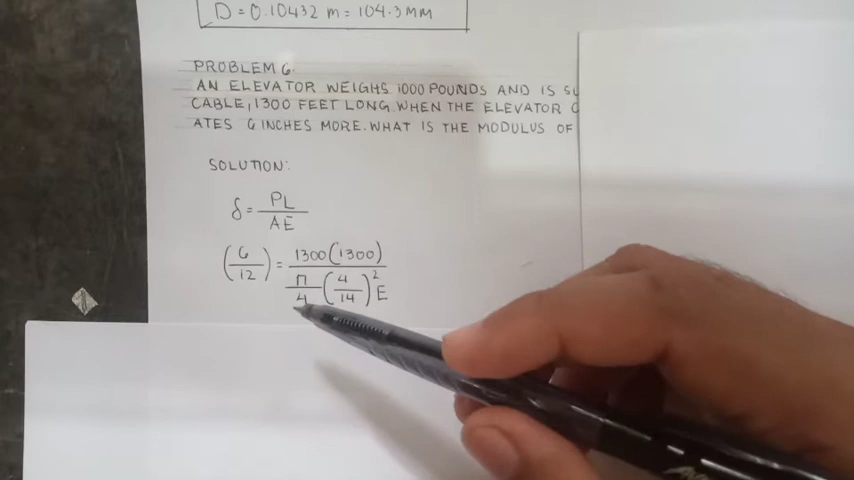 D = 0.10432 m = 104.3 MM
PROBLEM 6.
AN ELEVATOR WEIGHS 1000 POUNDS AND IS
CABLE, 1300 FEET LONG WHEN THE ELEVATOR
ATES 6 INCHES MORE. WHAT IS THE MODULUS OF
SOLUTION:
δ = PL
AE
(6/12) = 1300(1300)
π/4 (4/14)² E